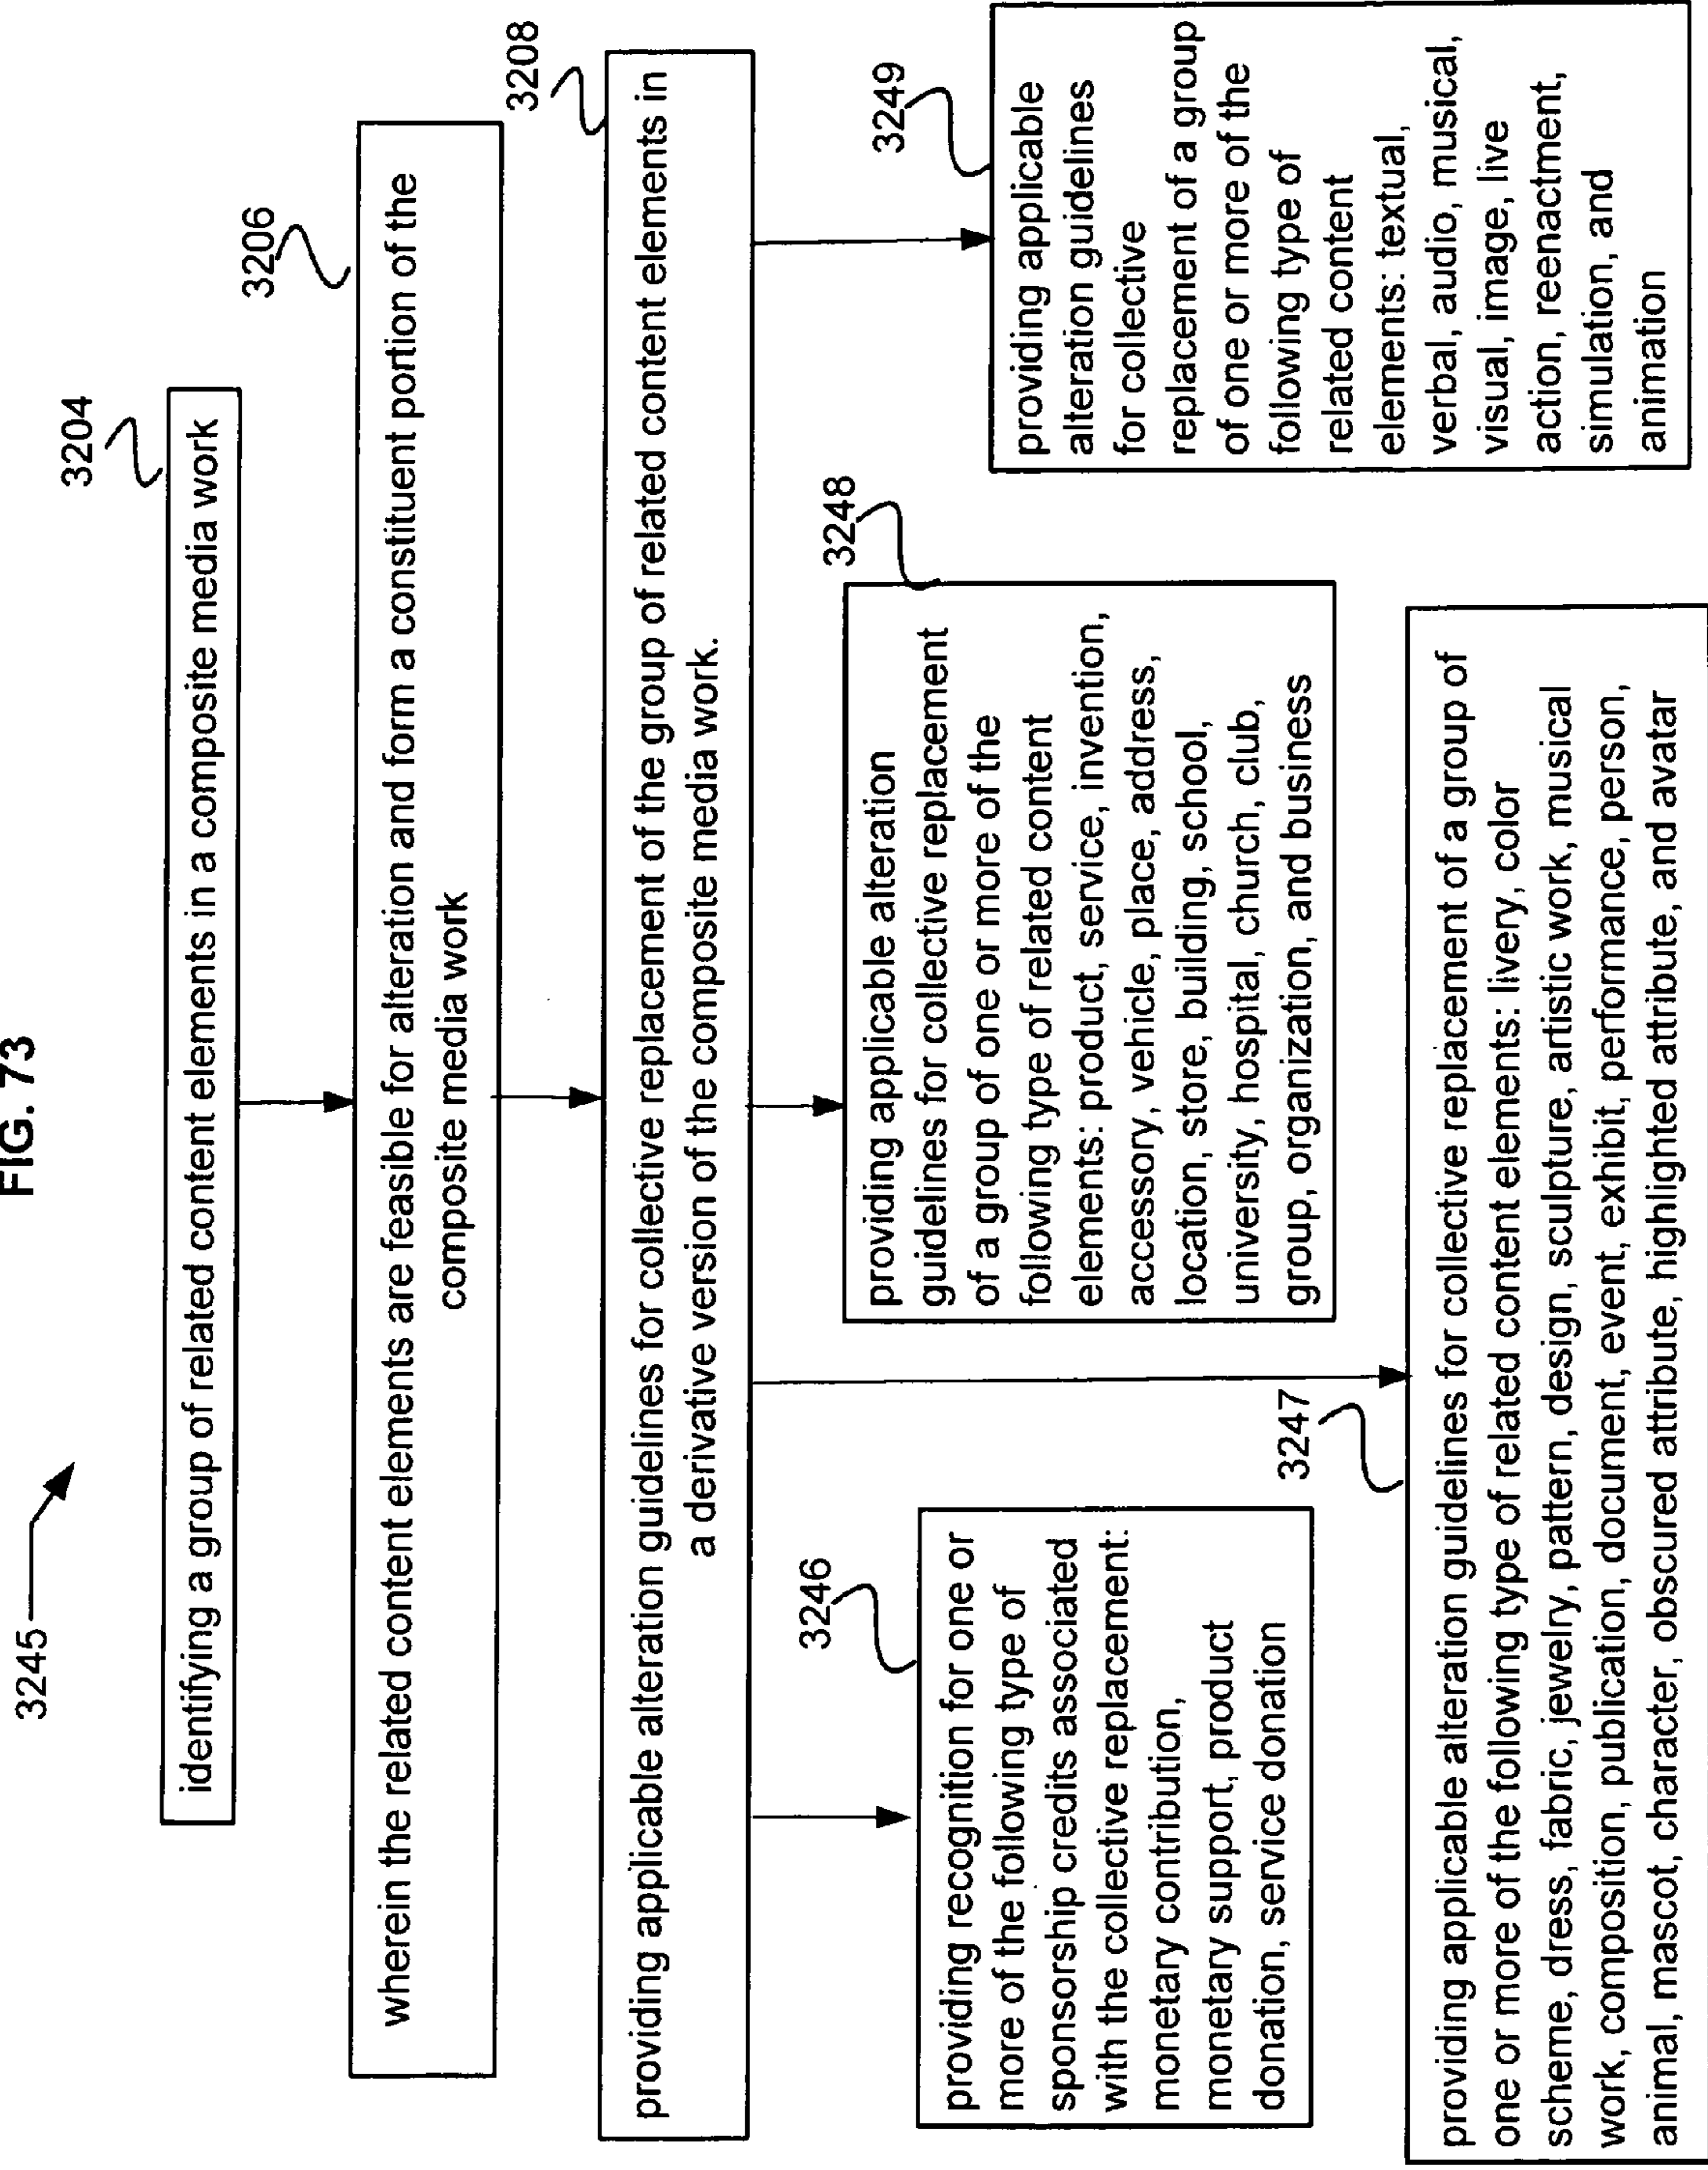 FIG. 73
3245
3204
identifying a group of related content elements in a composite media work
3206
wherein the related content elements are feasible for alteration and form a constituent portion of the
composite media work
3208
providing applicable alteration guidelines for collective replacement of the group of related content elements in
a derivative version of the composite media work.
3246
providing recognition for one or
more of the following type of
sponsorship credits associated
with the collective replacement:
monetary contribution,
monetary support, product
donation, service donation
3248
providing applicable alteration
guidelines for collective replacement
of a group of one or more of the
following type of related content
elements: product, service, invention,
accessory, vehicle, place, address,
location, store, building, school,
university, hospital, church, club,
group, organization, and business
3249
providing applicable
alteration guidelines
for collective
replacement of a group
of one or more of the
following type of
related content
elements: textual,
verbal, audio, musical,
visual, image, live
action, reenactment,
simulation, and
animation
3247
providing applicable alteration guidelines for collective replacement of a group of
one or more of the following type of related content elements: livery, color
scheme, dress, fabric, jewelry, pattern, design, sculpture, artistic work, musical
work, composition, publication, document, event, exhibit, performance, person,
animal, mascot, character, obscured attribute, highlighted attribute, and avatar